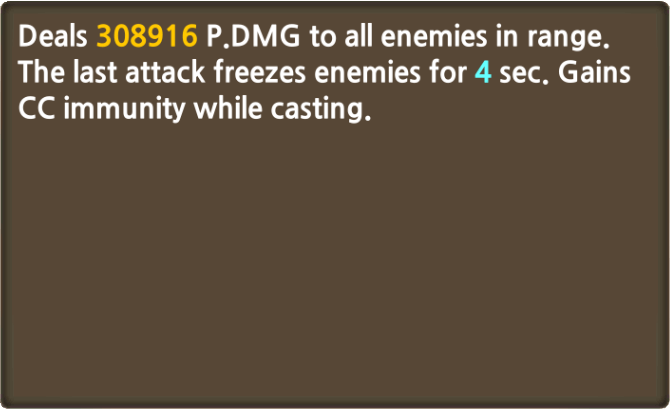 Deals 308916 P.DMG to all enemies in range.
The last attack freezes enemies for 4 sec. Gains
CC immunity while casting.